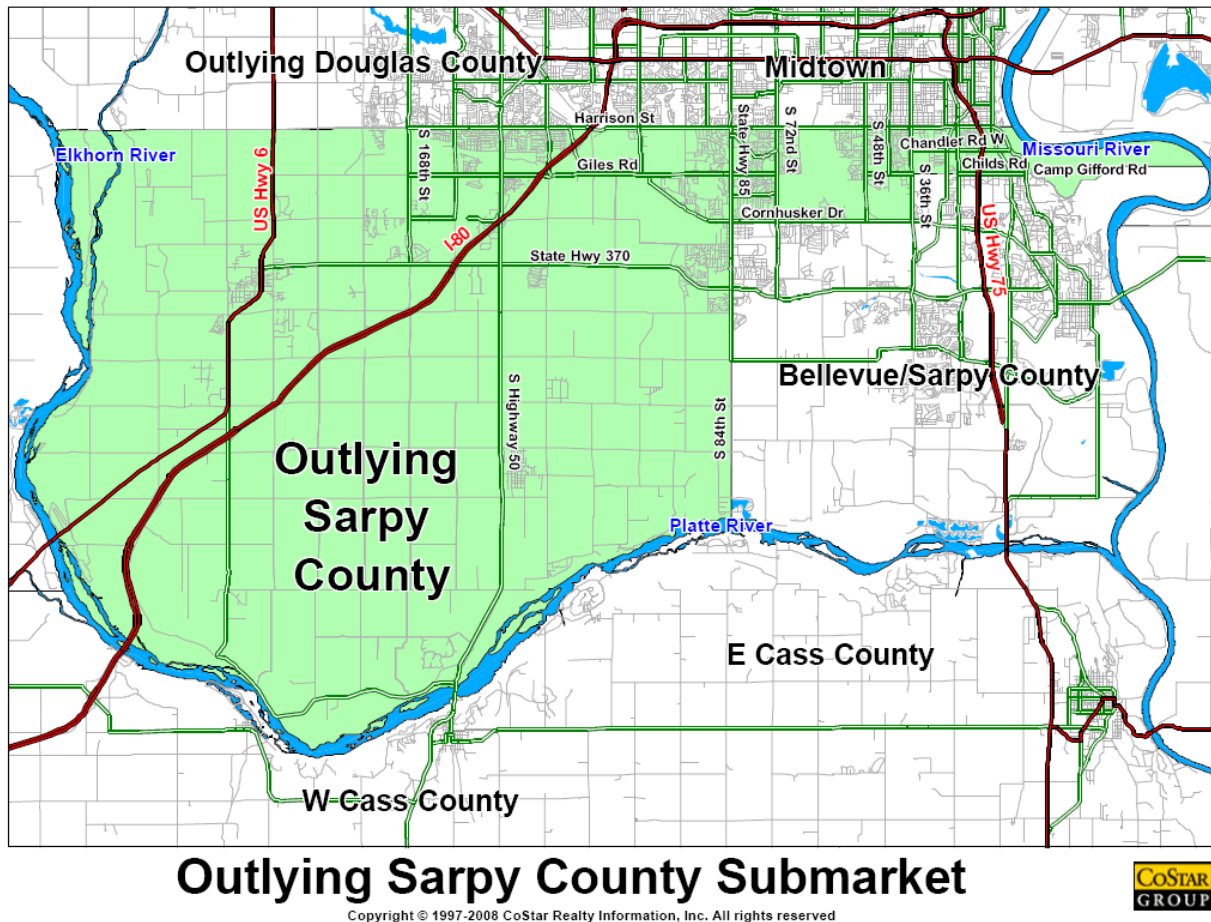 Outlying Douglas County
Midtown
Harrison St
S 168th St
State Hwy 85
S 72nd St
S 48th St
Chandler Rd W
Missouri River
Elkhorn River
US Hwy 6
Giles Rd
Childs Rd
Camp Gifford Rd
S 36th St
Cornhusker Dr
I-80
State Hwy 370
US Hwy 75
Bellevue/Sarpy County
S Highway 50
S 84th St
Outlying
Sarpy
County
Platte River
E Cass County
W Cass County
Outlying Sarpy County Submarket
Copyright © 1997-2008 CoStar Realty Information, Inc. All rights reserved
COSTAR
GROUP